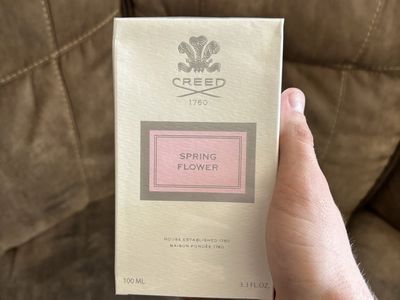 CREED
1760
SPRING
FLOWER
HOUSE ESTABLISHED 1760
MAISON FONDÉE 1760
100 ML
3.3 FL.OZ.